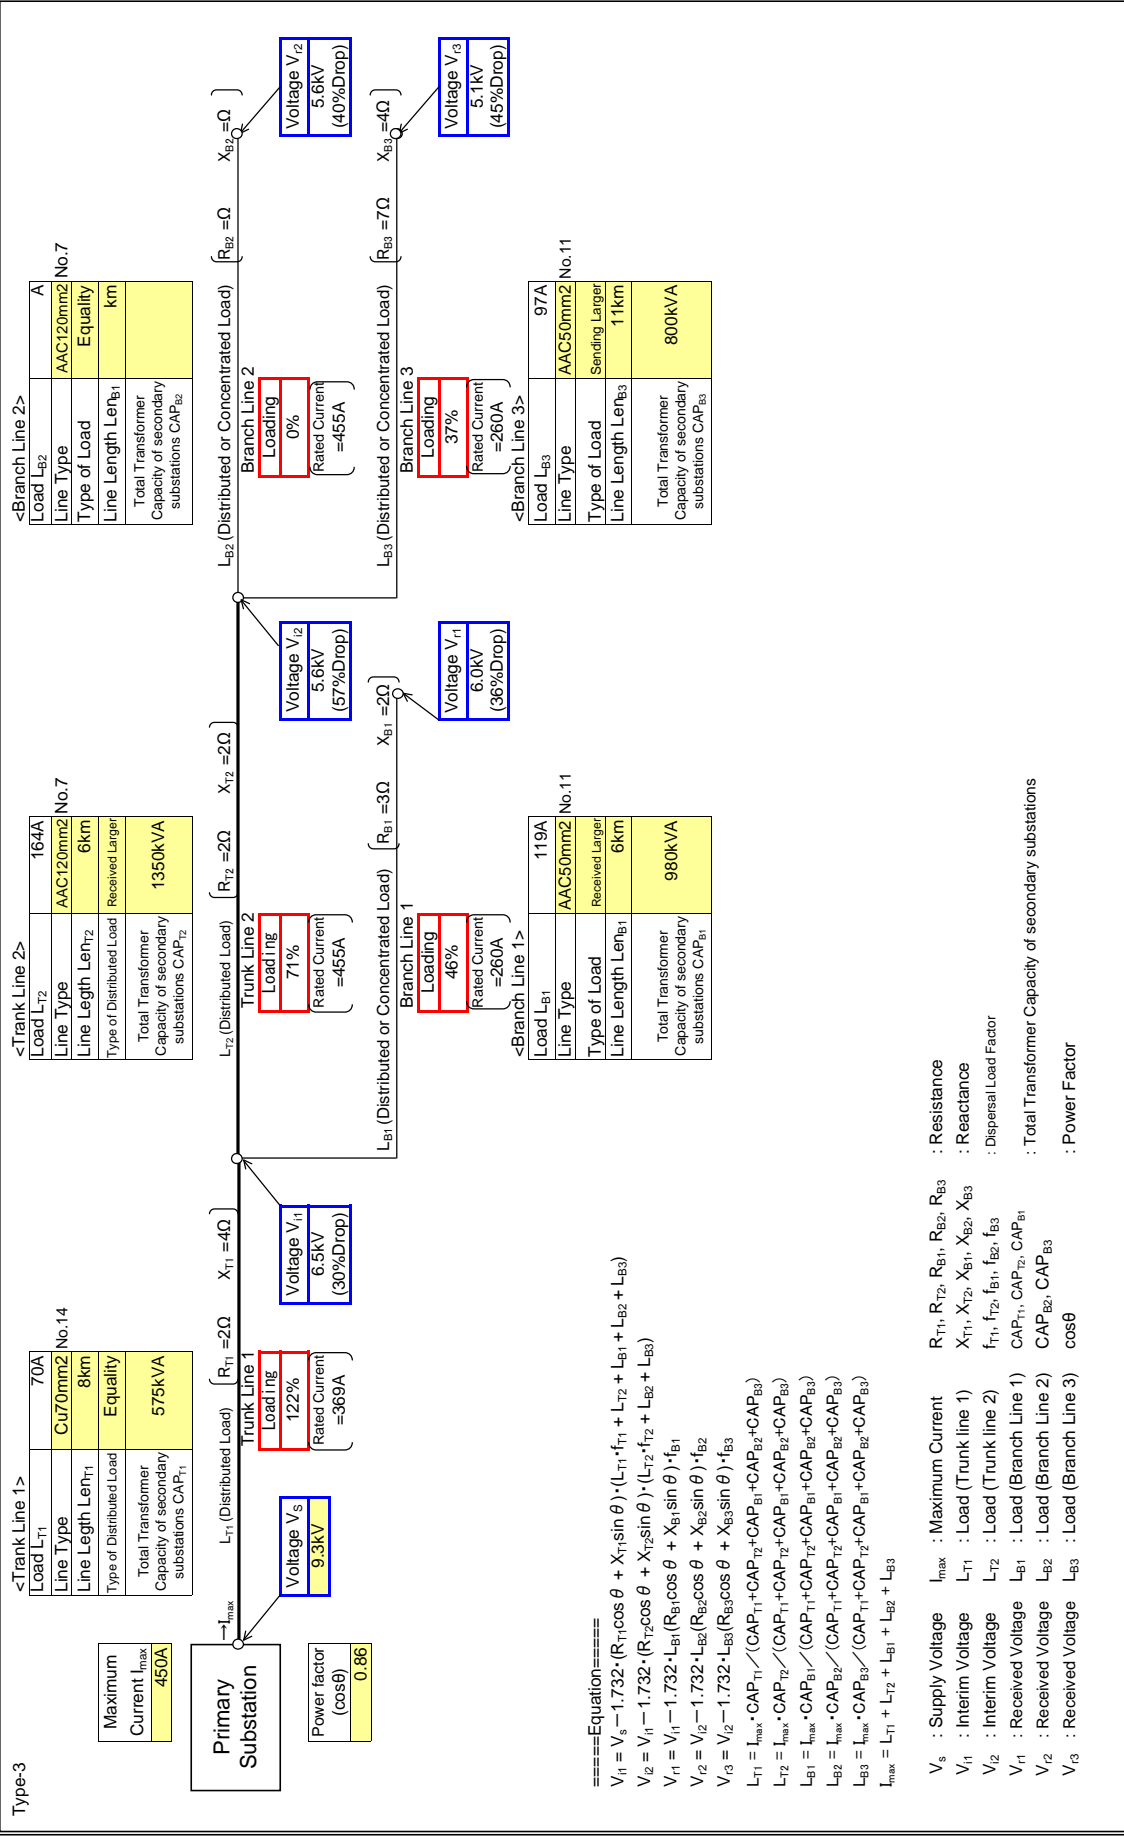 Type-3
Maximum
Current Imax
450A
Primary
Substation
Power factor
(cosθ)
0.86
→Imax
Voltage VS
9.3kV
<Trank Line 1>
Load LT1 70A
Line Type Cu70mm2 No.14
Line Legth LenT1 8km
Type of Distributed Load Equality
Total Transformer
Capacity of secondary
substations CAPT1
575kVA
LT1 (Distributed Load)
RT1 =2Ω XT1 =4Ω
Trunk Line 1
Loading
122%
Rated Current
=369A
Voltage Vi1
6.5kV
(30%Drop)
<Trank Line 2>
Load LT2 164A
Line Type AAC120mm2 No.7
Line Legth LenT2 6km
Type of Distributed Load Received Larger
Total Transformer
Capacity of secondary
substations CAPT2
1350kVA
LT2 (Distributed Load)
RT2 =2Ω XT2 =2Ω
Trunk Line 2
Loading
71%
Rated Current
=455A
Voltage Vi2
5.6kV
(57%Drop)
LB1 (Distributed or Concentrated Load)
RB1 =3Ω XB1 =2Ω
Branch Line 1
Loading
46%
Rated Current
=260A
Voltage Vr1
6.0kV
(36%Drop)
<Branch Line 1>
Load LB1 119A
Line Type AAC50mm2 No.11
Type of Load Received Larger
Line Length LenB1 6km
Total Transformer
Capacity of secondary
substations CAPB1
980kVA
<Branch Line 2>
Load LB2 A
Line Type AAC120mm2 No.7
Type of Load Equality
Line Length LenB1 km
Total Transformer
Capacity of secondary
substations CAPB2
LB2 (Distributed or Concentrated Load)
RB2 =Ω XB2 =Ω
Branch Line 2
Loading
0%
Rated Current
=455A
Voltage Vr2
5.6kV
(40%Drop)
LB3 (Distributed or Concentrated Load)
RB3 =7Ω XB3 =4Ω
Branch Line 3
Loading
37%
Rated Current
=260A
Voltage Vr3
5.1kV
(45%Drop)
<Branch Line 3>
Load LB3 97A
Line Type AAC50mm2 No.11
Type of Load Sending Larger
Line Length LenB3 11km
Total Transformer
Capacity of secondary
substations CAPB3
800kVA
=====Equation=====
Vi1 = Vs−1.732·(RT1cos θ + XT1sin θ)·(LT1·fT1 + LT2 + LB1 + LB2 + LB3)
Vi2 = Vi1−1.732·(RT2cos θ + XT2sin θ)·(LT2·fT2 + LB2 + LB3)
Vr1 = Vi1−1.732·LB1(RB1cos θ + XB1sin θ)·fB1
Vr2 = Vi2−1.732·LB2(RB2cos θ + XB2sin θ)·fB2
Vr3 = Vi2−1.732·LB3(RB3cos θ + XB3sin θ)·fB3
LT1 = Imax·CAPT1／(CAPT1+CAPT2+CAPB1+CAPB2+CAPB3)
LT2 = Imax·CAPT2／(CAPT1+CAPT2+CAPB1+CAPB2+CAPB3)
LB1 = Imax·CAPB1／(CAPT1+CAPT2+CAPB1+CAPB2+CAPB3)
LB2 = Imax·CAPB2／(CAPT1+CAPT2+CAPB1+CAPB2+CAPB3)
LB3 = Imax·CAPB3／(CAPT1+CAPT2+CAPB1+CAPB2+CAPB3)
Imax = LT1 + LT2 + LB1 + LB2 + LB3
Vs : Supply Voltage Imax : Maximum Current RT1, RT2, RB1, RB2, RB3 : Resistance
Vi1 : Interim Voltage LT1 : Load (Trunk line 1) XT1, XT2, XB1, XB2, XB3 : Reactance
Vi2 : Interim Voltage LT2 : Load (Trunk line 2) fT1, fT2, fB1, fB2, fB3 : Dispersal Load Factor
Vr1 : Received Voltage LB1 : Load (Branch Line 1) CAPT1, CAPT2, CAPB1 : Total Transformer Capacity of secondary substations
Vr2 : Received Voltage LB2 : Load (Branch Line 2) CAPB2, CAPB3
Vr3 : Received Voltage LB3 : Load (Branch Line 3) cosθ : Power Factor